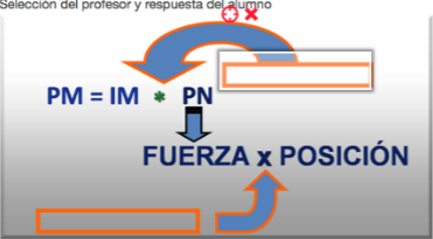 Selección del profesor y respuesta del alumno
PM = IM * PN
FUERZA x POSICIÓN